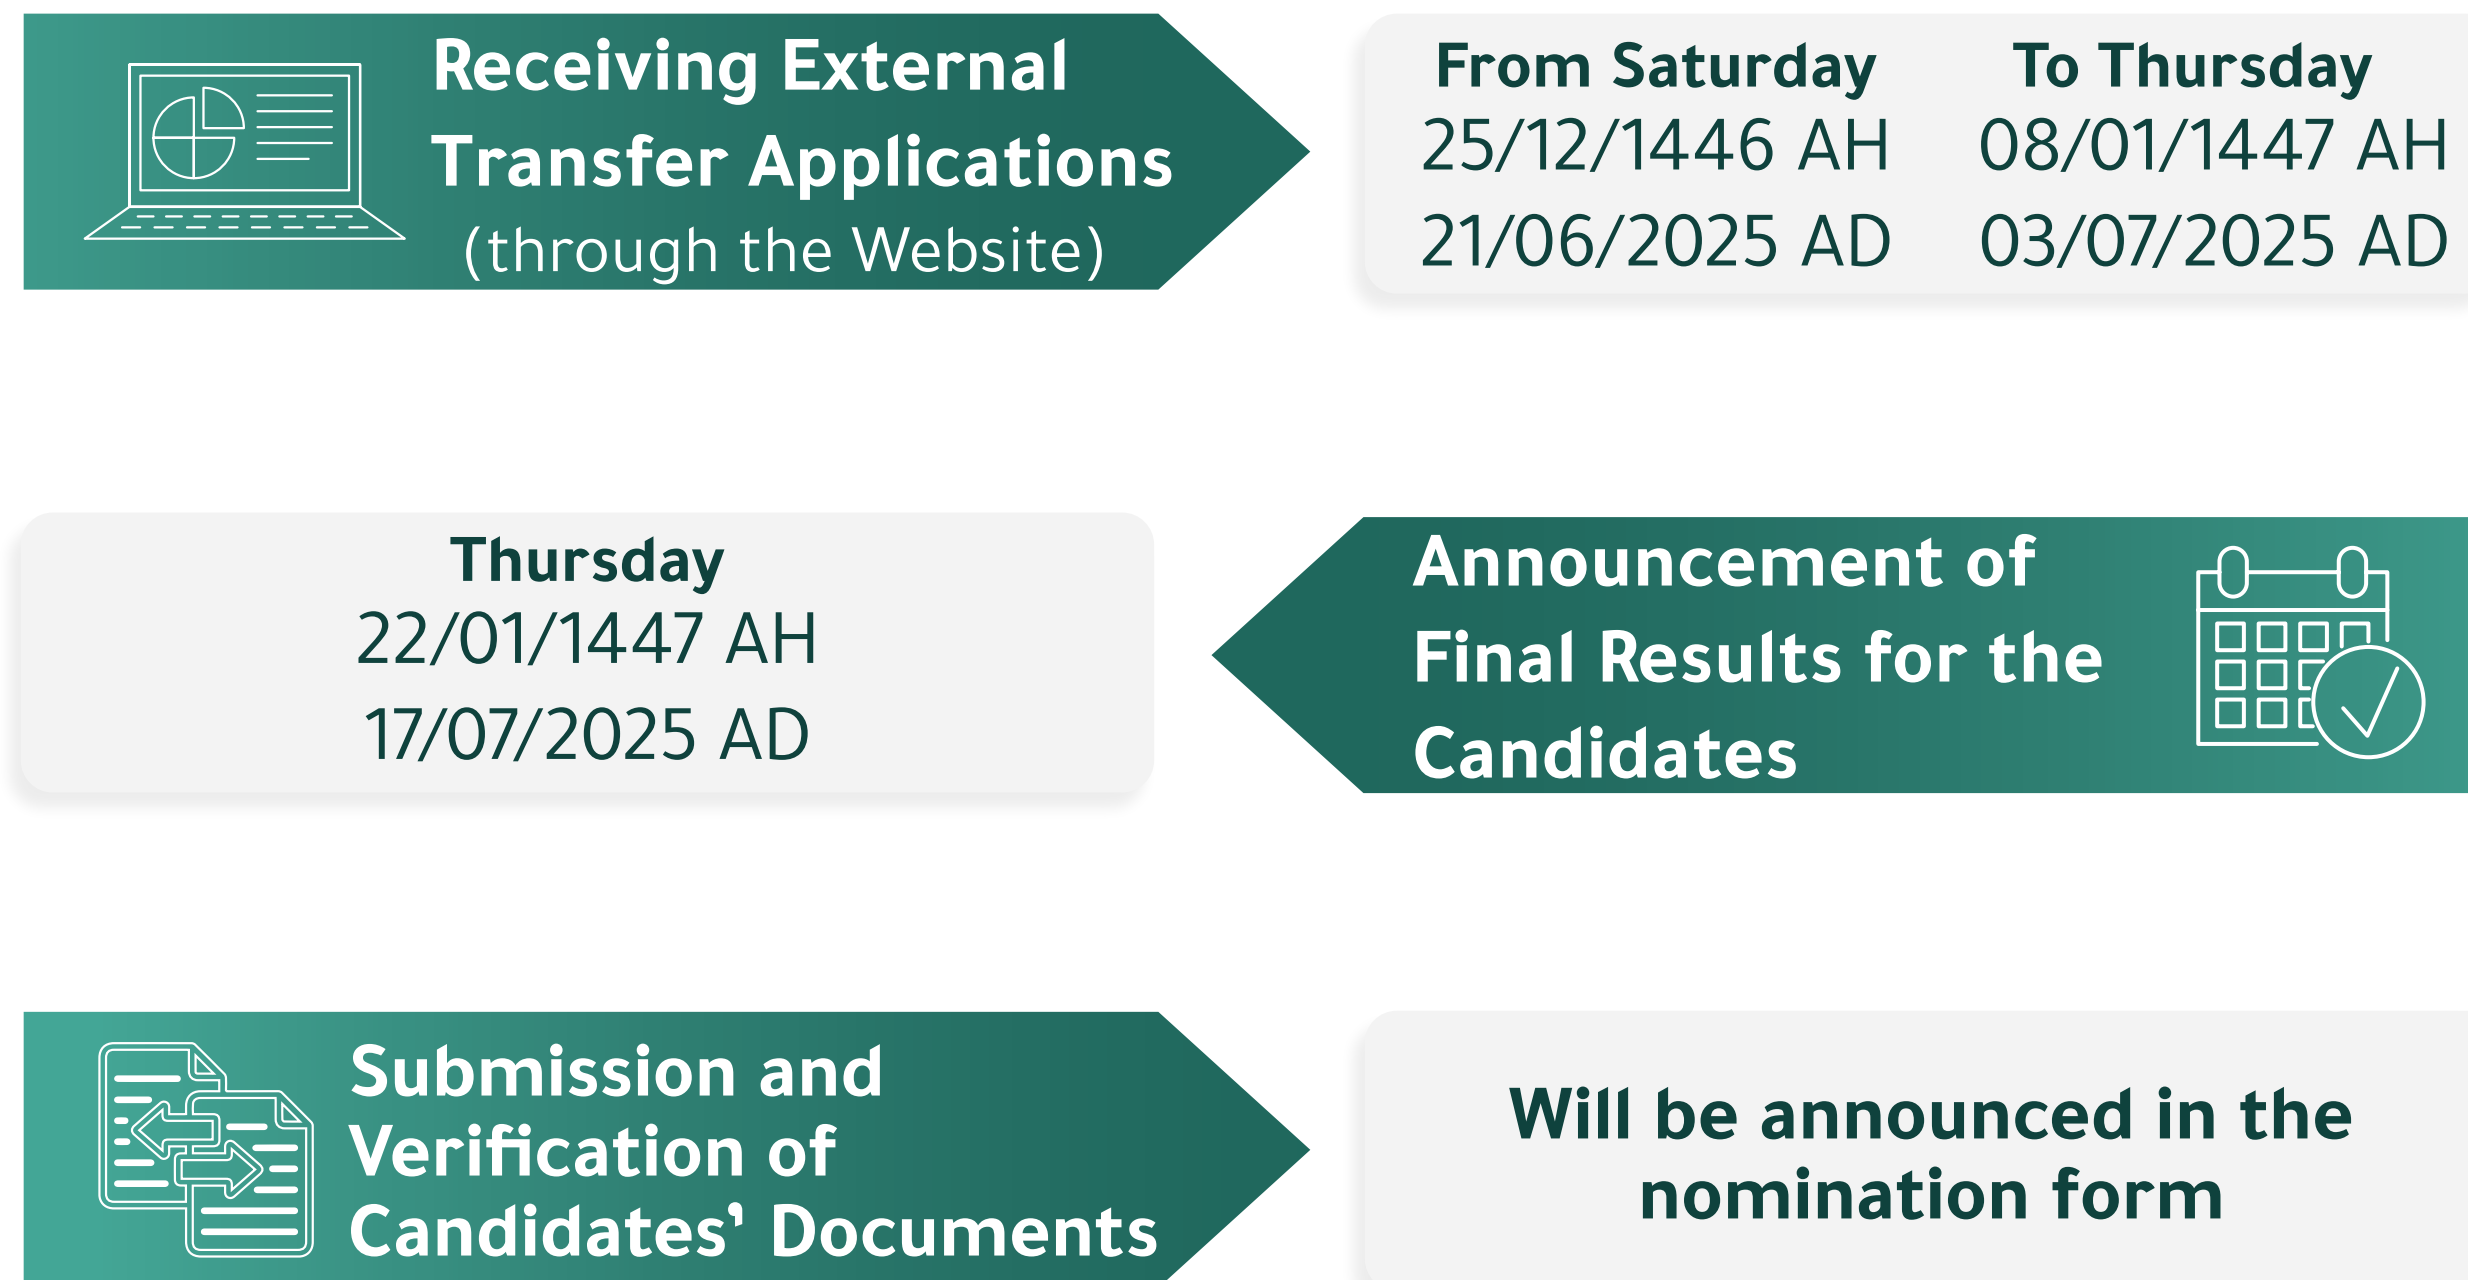 Receiving External
Transfer Applications
(through the Website)
From Saturday
25/12/1446 AH
21/06/2025 AD
To Thursday
08/01/1447 AH
03/07/2025 AD
Thursday
22/01/1447 AH
17/07/2025 AD
Announcement of
Final Results for the
Candidates
Submission and
Verification of
Candidates’ Documents
Will be announced in the
nomination form